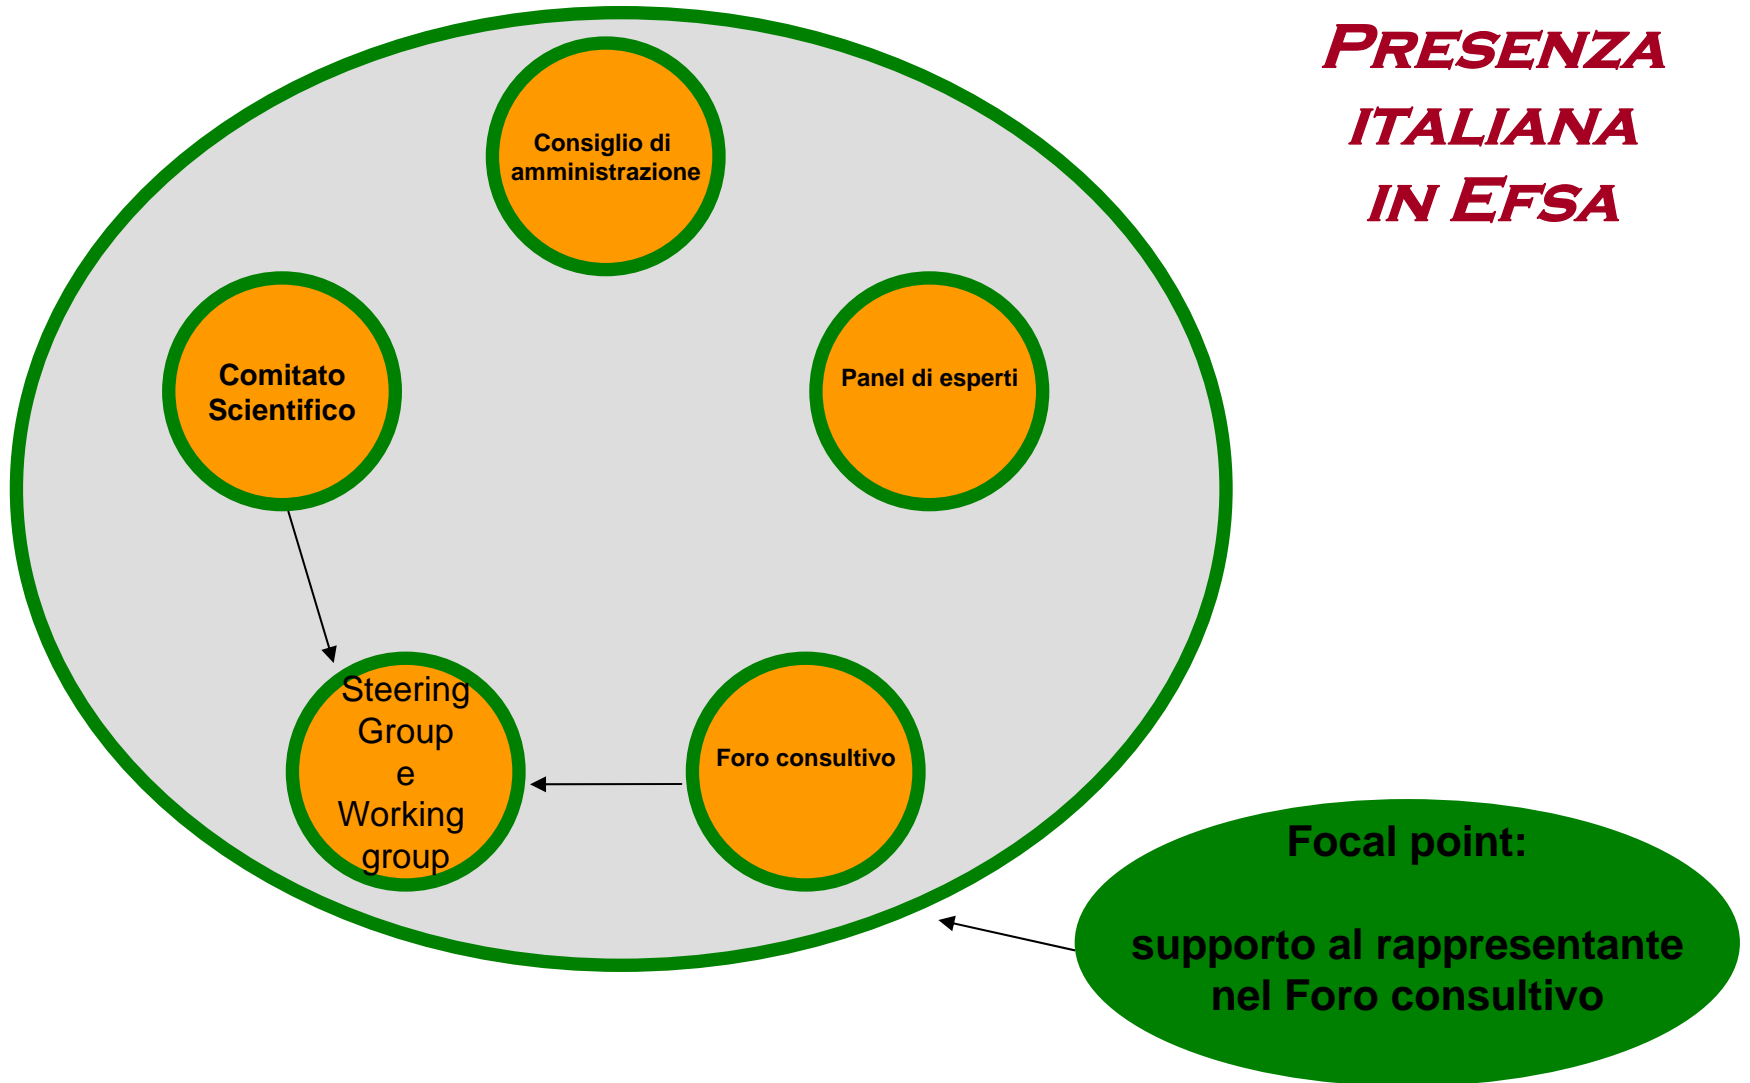 PRESENZA
ITALIANA
IN EFSA
Consiglio di
amministrazione
Comitato
Scientifico
Panel di esperti
Steering
Group
e
Working
group
Foro consultivo
Focal point:
supporto al rappresentante
nel Foro consultivo